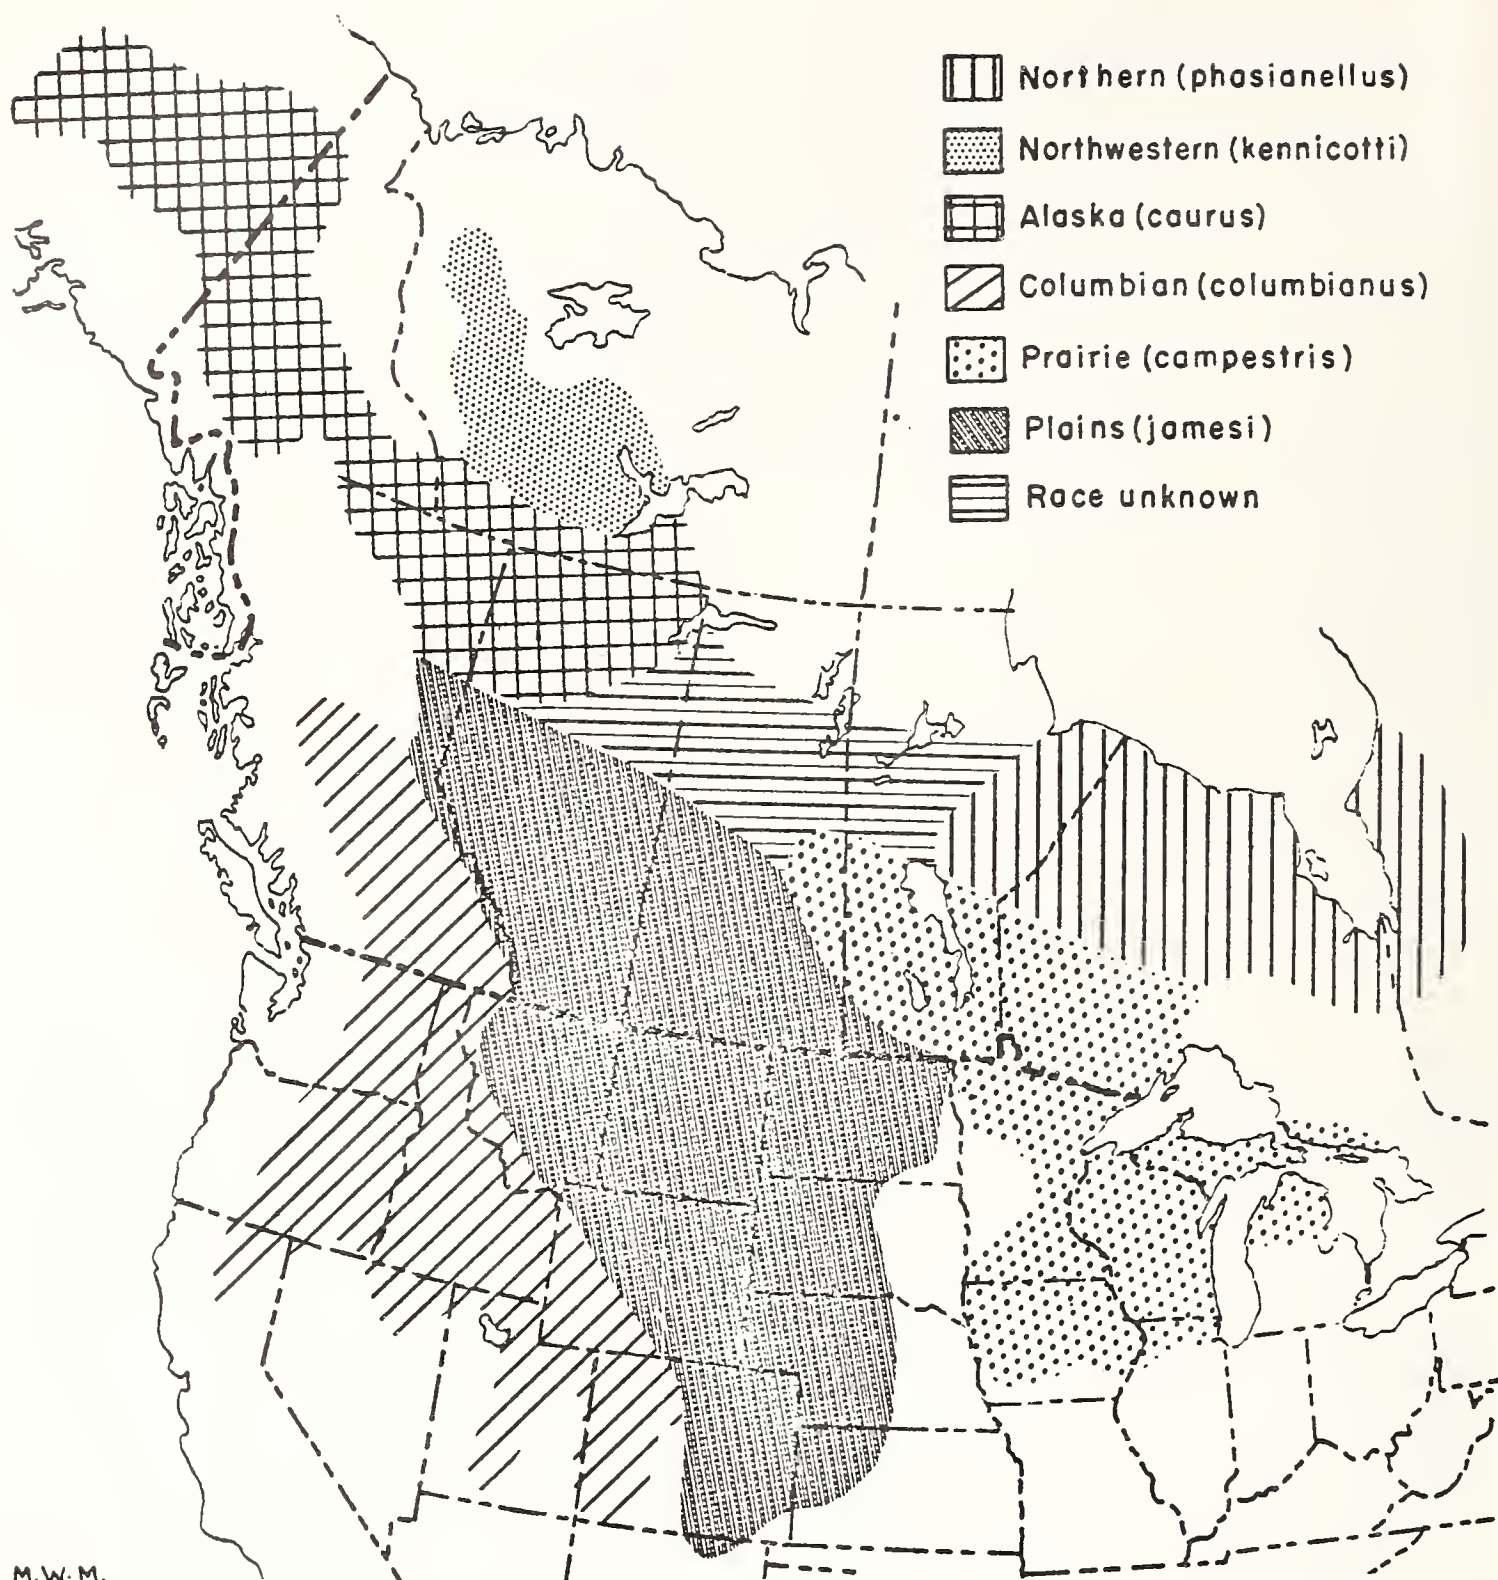 Northern (phasianellus)
Northwestern (kennicotti)
Alaska (caurus)
Columbian (columbianus)
Prairie (campestris)
Plains (jamesi)
Race unknown
M.W.M.